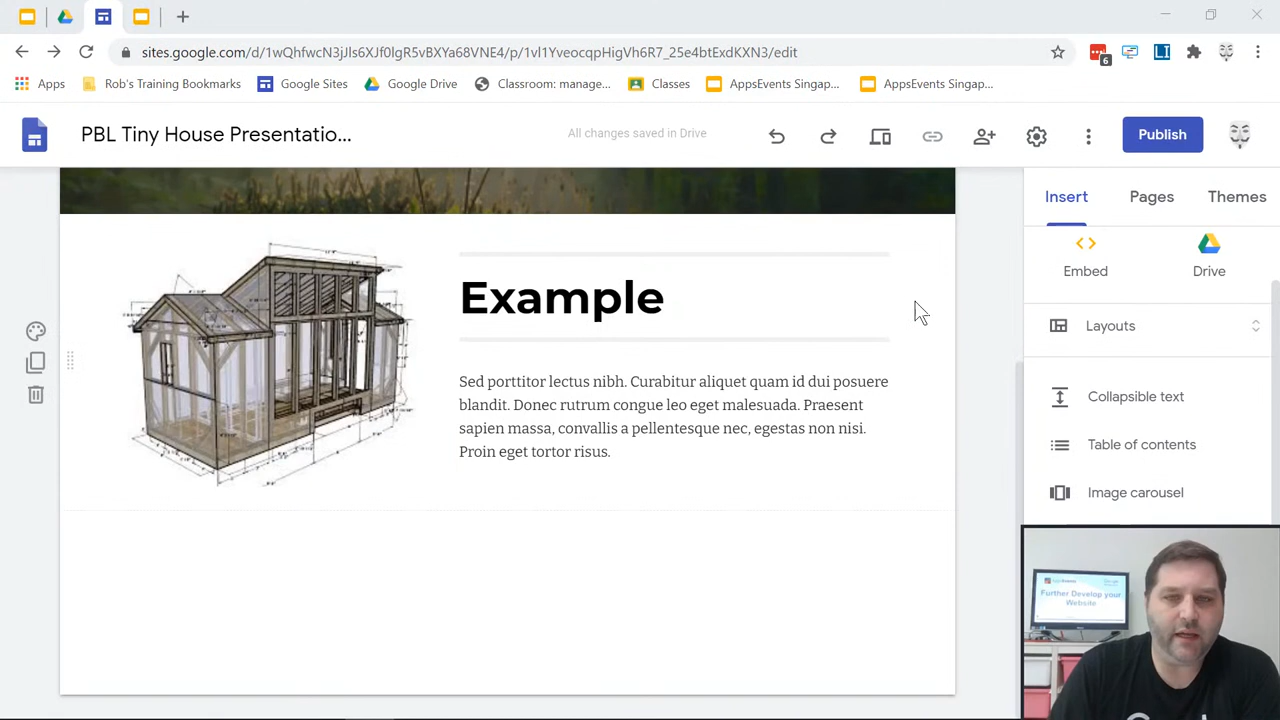 sites.google.com/d/1wQhfwcN3jJls6XJf0lgR5vBXYa68VNE4/p/1vl1YveocqpHigVh6R7_25e4btExdKXN3/edit
6
Apps
Rob's Training Bookmarks
Google Sites
Google Drive
Classroom: manage...
Classes
AppsEvents Singap...
AppsEvents Singap...
PBL Tiny House Presentatio...
All changes saved in Drive
Publish
Insert
Pages
Themes
Embed
Drive
Layouts
Collapsible text
Table of contents
Image carousel
Example
Sed porttitor lectus nibh. Curabitur aliquet quam id dui posuere
blandit. Donec rutrum congue leo eget malesuada. Praesent
sapien massa, convallis a pellentesque nec, egestas non nisi.
Proin eget tortor risus.
Further Develop your
Website